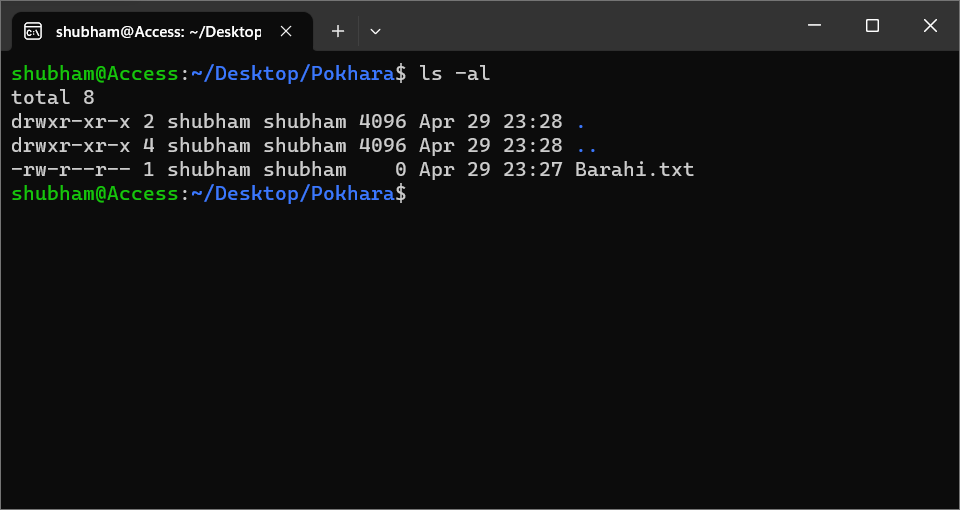 shubham@Access: ~/Desktop
shubham@Access:~/Desktop/Pokhara$ ls -al
total 8
drwxr-xr-x 2 shubham shubham 4096 Apr 29 23:28 .
drwxr-xr-x 4 shubham shubham 4096 Apr 29 23:28 ..
-rw-r--r-- 1 shubham shubham    0 Apr 29 23:27 Barahi.txt
shubham@Access:~/Desktop/Pokhara$